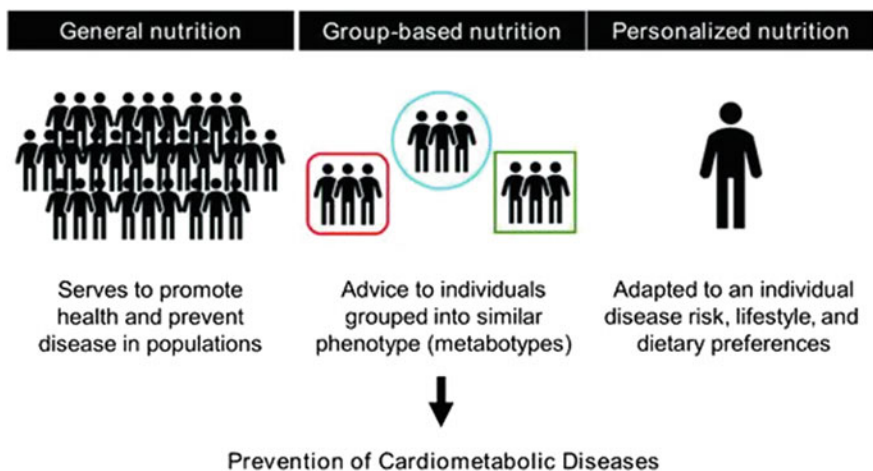 General nutrition
Group-based nutrition
Personalized nutrition
Serves to promote
health and prevent
disease in populations
Advice to individuals
grouped into similar
phenotype (metabotypes)
Adapted to an individual
disease risk, lifestyle, and
dietary preferences
Prevention of Cardiometabolic Diseases